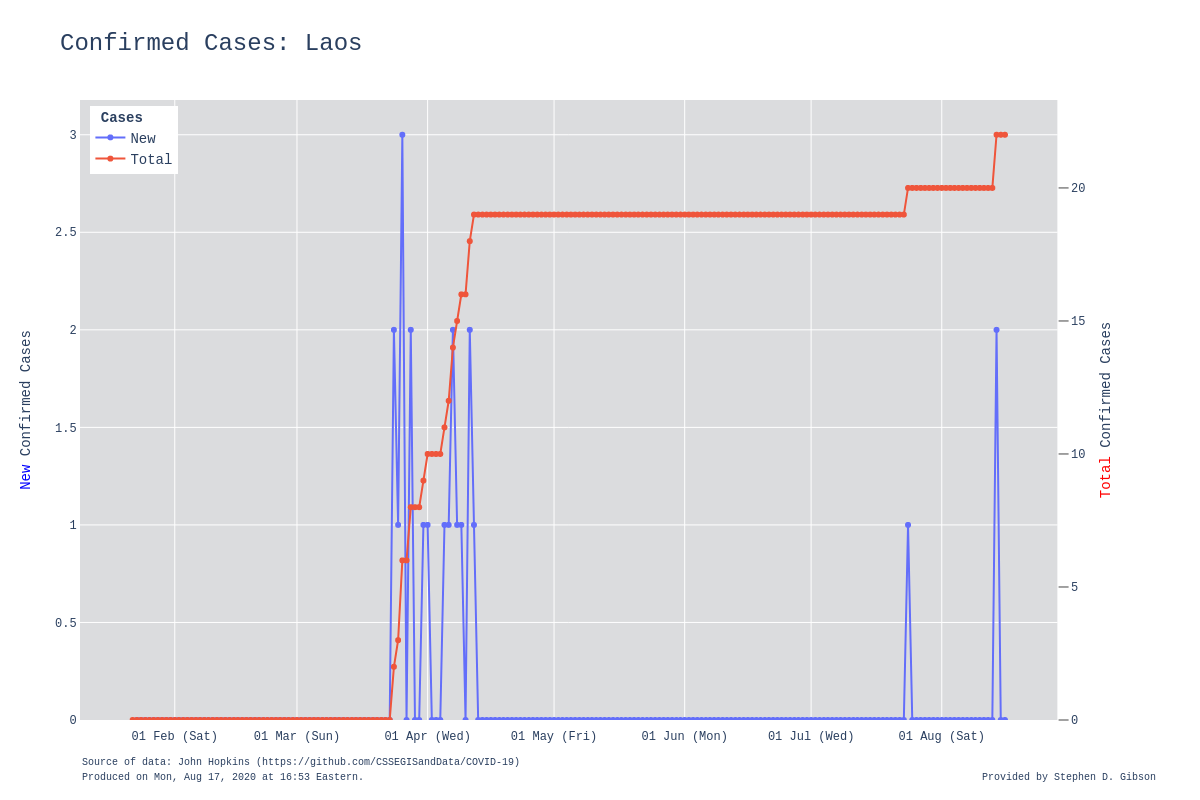 Confirmed Cases: Laos
Cases
New
Total
3
2.5
2
1.5
1
0.5
0
New Confirmed Cases
20
15
10
5
0
Total Confirmed Cases
01 Feb (Sat) 01 Mar (Sun) 01 Apr (Wed) 01 May (Fri) 01 Jun (Mon) 01 Jul (Wed) 01 Aug (Sat)
Source of data: John Hopkins (https://github.com/CSSEGISandData/COVID-19)
Produced on Mon, Aug 17, 2020 at 16:53 Eastern.
Provided by Stephen D. Gibson